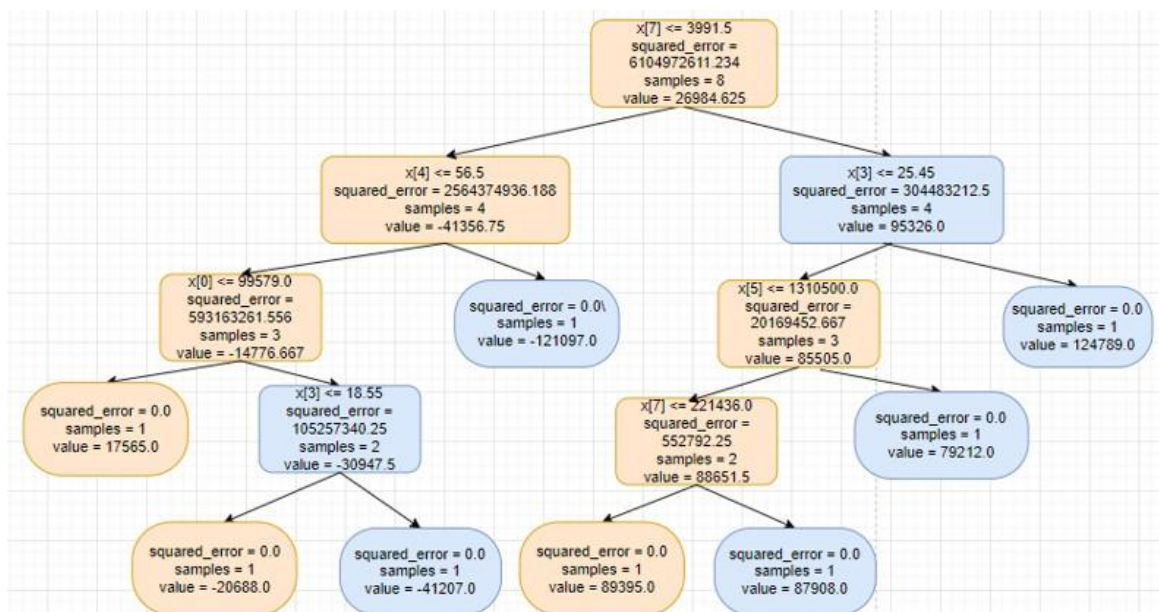 x[7] <= 3991.5
squared_error =
6104972611.234
samples = 8
value = 26984.625
x[4] <= 56.5
squared_error = 2564374936.188
samples = 4
value = -41356.75
x[3] <= 25.45
squared_error = 304483212.5
samples = 4
value = 95326.0
x[0] <= 99579.0
squared_error =
593163261.556
samples = 3
value = -14776.667
squared_error = 0.0\
samples = 1
value = -121097.0
x[5] <= 1310500.0
squared_error =
20169452.667
samples = 3
value = 85505.0
squared_error = 0.0
samples = 1
value = 124789.0
squared_error = 0.0
samples = 1
value = 17565.0
x[3] <= 18.55
squared_error =
105257340.25
samples = 2
value = -30947.5
x[7] <= 221436.0
squared_error =
552792.25
samples = 2
value = 88651.5
squared_error = 0.0
samples = 1
value = 79212.0
squared_error = 0.0
samples = 1
value = -20688.0
squared_error = 0.0
samples = 1
value = -41207.0
squared_error = 0.0
samples = 1
value = 89395.0
squared_error = 0.0
samples = 1
value = 87908.0